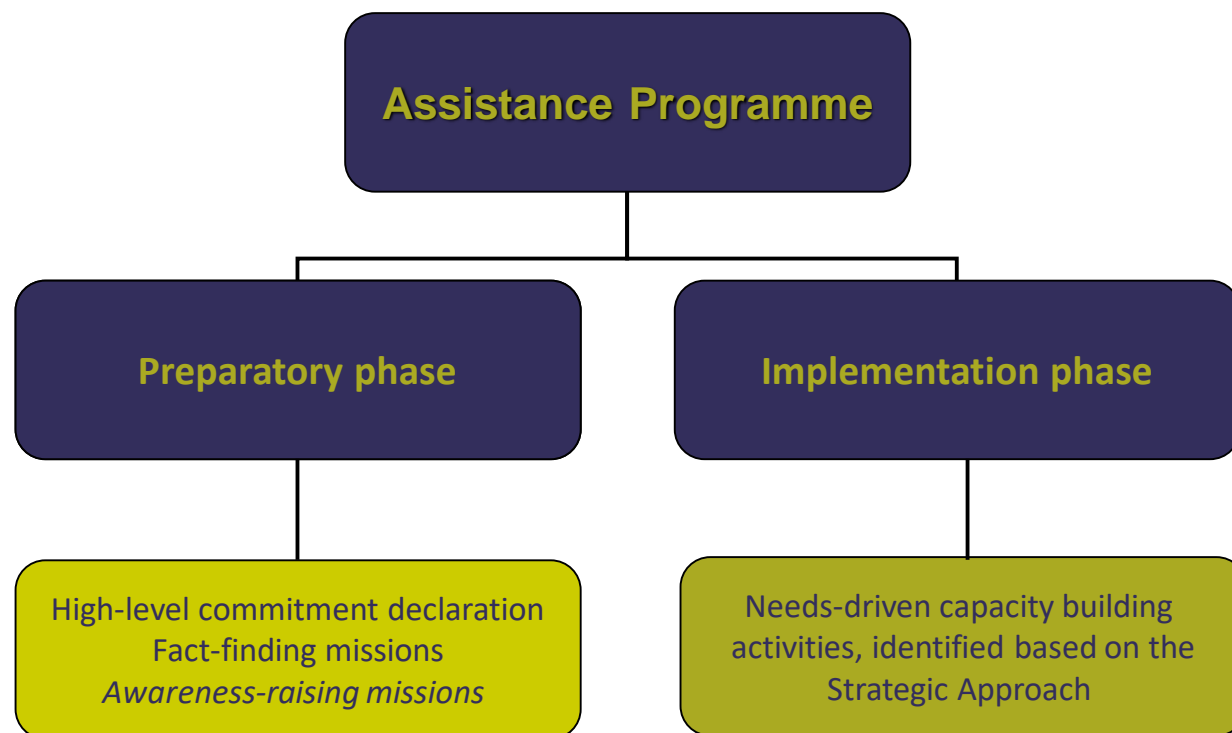 Assistance Programme
Preparatory phase
Implementation phase
High-level commitment declaration
Fact-finding missions
Awareness-raising missions
Needs-driven capacity building
activities, identified based on the
Strategic Approach